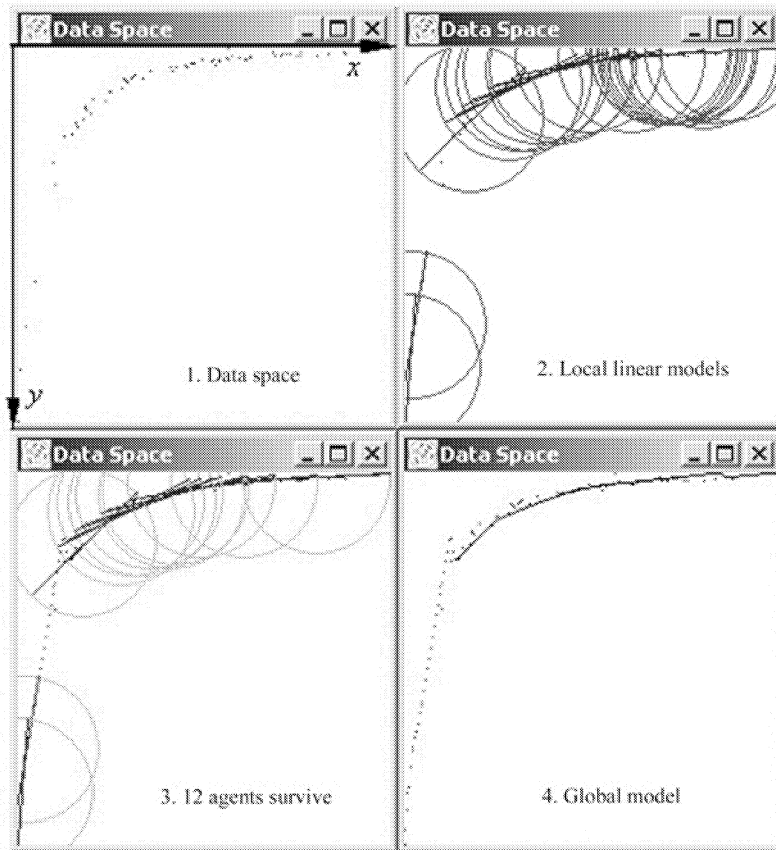 Data Space
x
y
1. Data space
Data Space
2. Local linear models
Data Space
3. 12 agents survive
Data Space
4. Global model